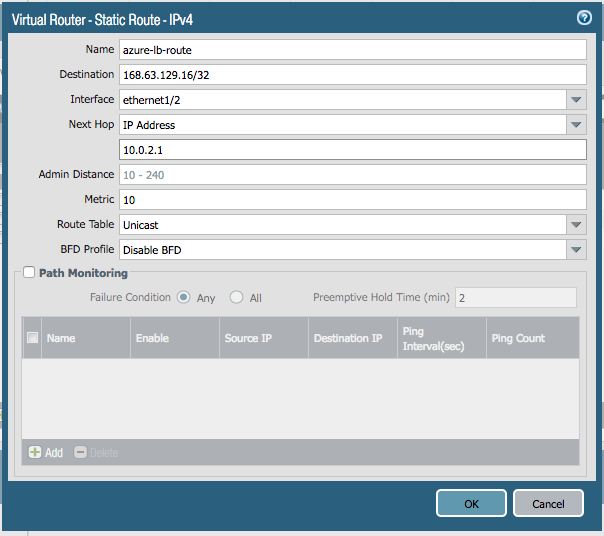 Virtual Router - Static Route - IPv4
Name azure-lb-route
Destination 168.63.129.16/32
Interface ethernet1/2
Next Hop IP Address
10.0.2.1
Admin Distance 10 - 240
Metric 10
Route Table Unicast
BFD Profile Disable BFD
Path Monitoring
Failure Condition Any All Preemptive Hold Time (min) 2
Name Enable Source IP Destination IP Ping Interval(sec) Ping Count
Add Delete
OK Cancel